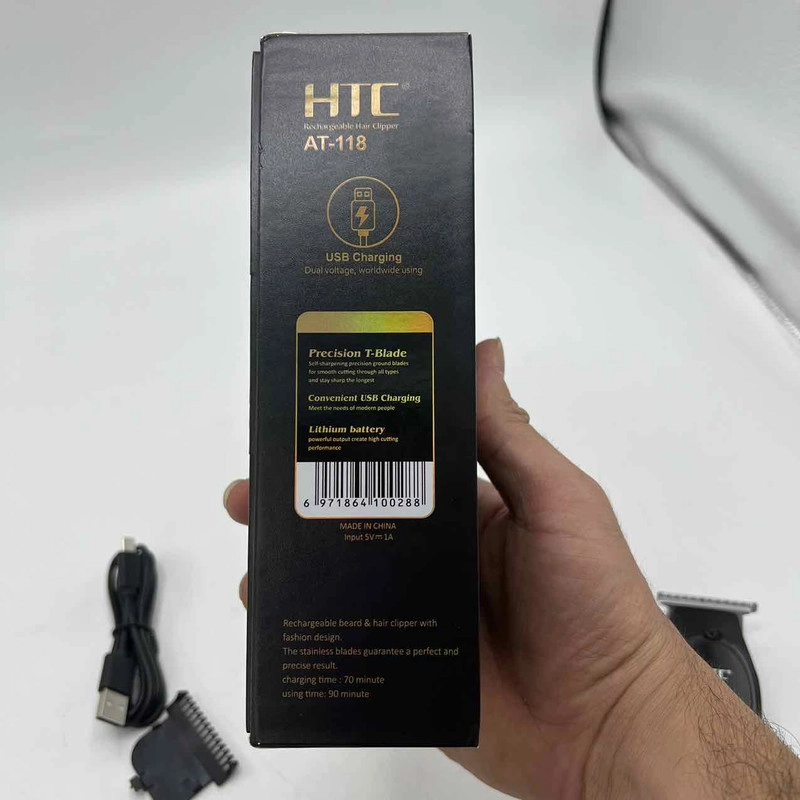 HTC®
Rechargeable Hair Clipper
AT-118
USB Charging
Dual voltage, worldwide using
Precision T-Blade
Self-sharpening precision ground blades
for smooth cutting through all types
and stay sharp the longest
Convenient USB Charging
Meet the needs of modern people
Lithium battery
powerful output create high cutting
performance
6 971864 100288
MADE IN CHINA
Input 5V⎓1A
Rechargeable beard & hair clipper with
fashion design.
The stainless blades guarantee a perfect and
precise result.
charging time : 70 minute
using time: 90 minute